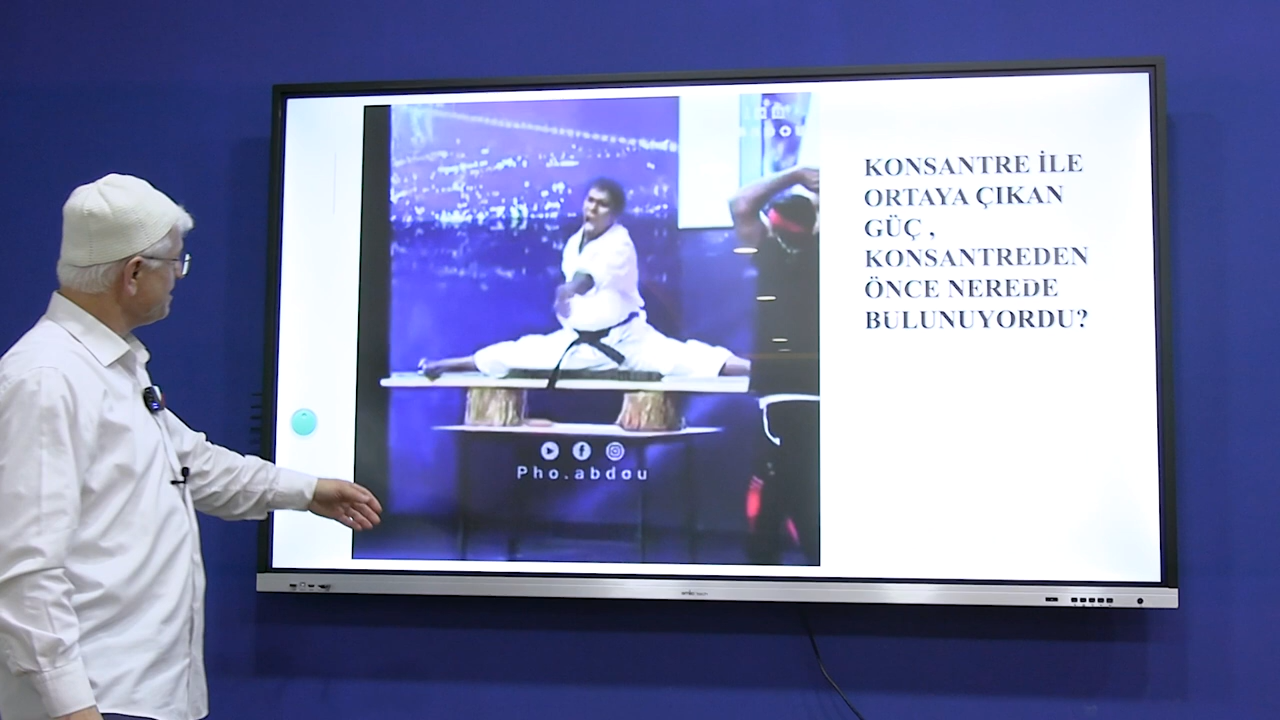 KONSANTRE İLE
ORTAYA ÇIKAN
GÜÇ ,
KONSANTREDEN
ÖNCE NEREDE
BULUNUYORDU?
Pho.abdou